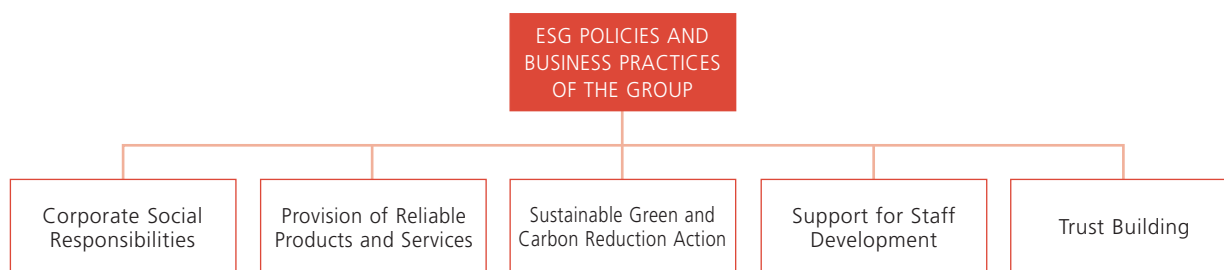 ESG POLICIES AND
BUSINESS PRACTICES
OF THE GROUP
Corporate Social
Responsibilities
Provision of Reliable
Products and Services
Sustainable Green and
Carbon Reduction Action
Support for Staff
Development
Trust Building